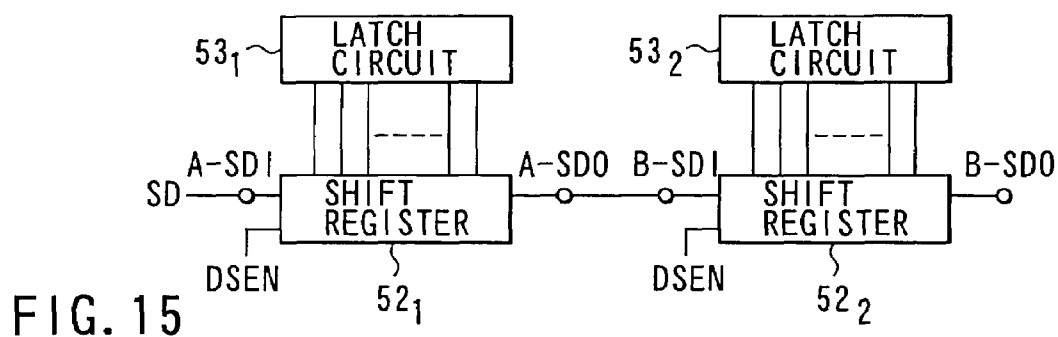 LATCH CIRCUIT
53₁
LATCH CIRCUIT
53₂
A-SDI
A-SDO
B-SDI
B-SDO
SD
SHIFT REGISTER
SHIFT REGISTER
DSEN
DSEN
52₁
52₂
FIG. 15